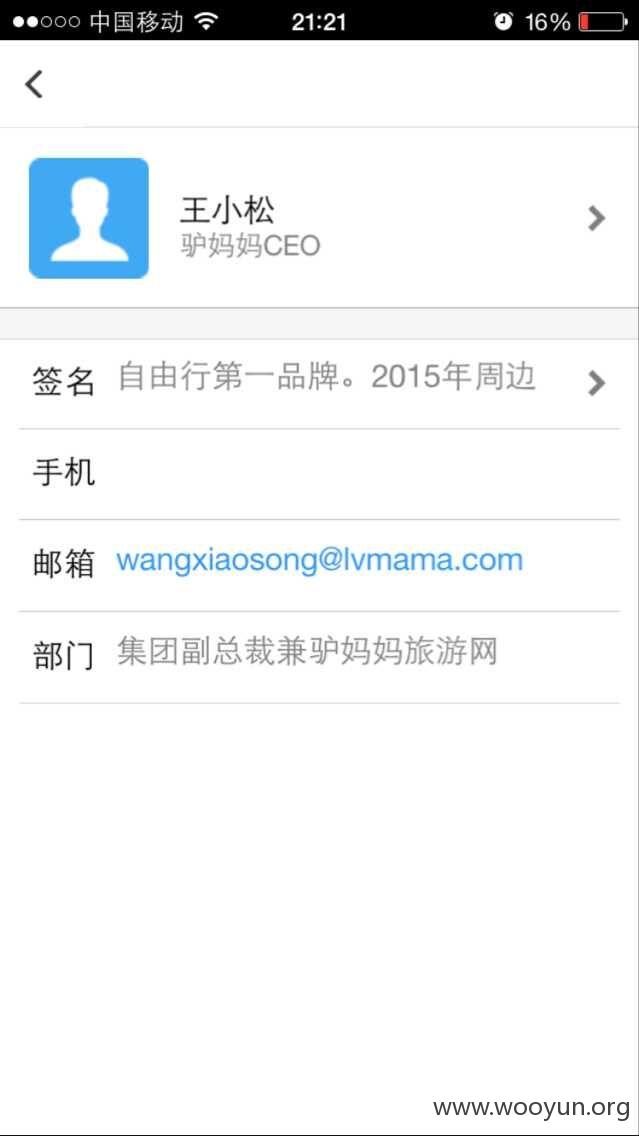 中国移动 21:21 16%
王小松
驴妈妈CEO
签名 自由行第一品牌。2015年周边
手机
邮箱 wangxiaosong@lvmama.com
部门 集团副总裁兼驴妈妈旅游网
www.wooyun.org